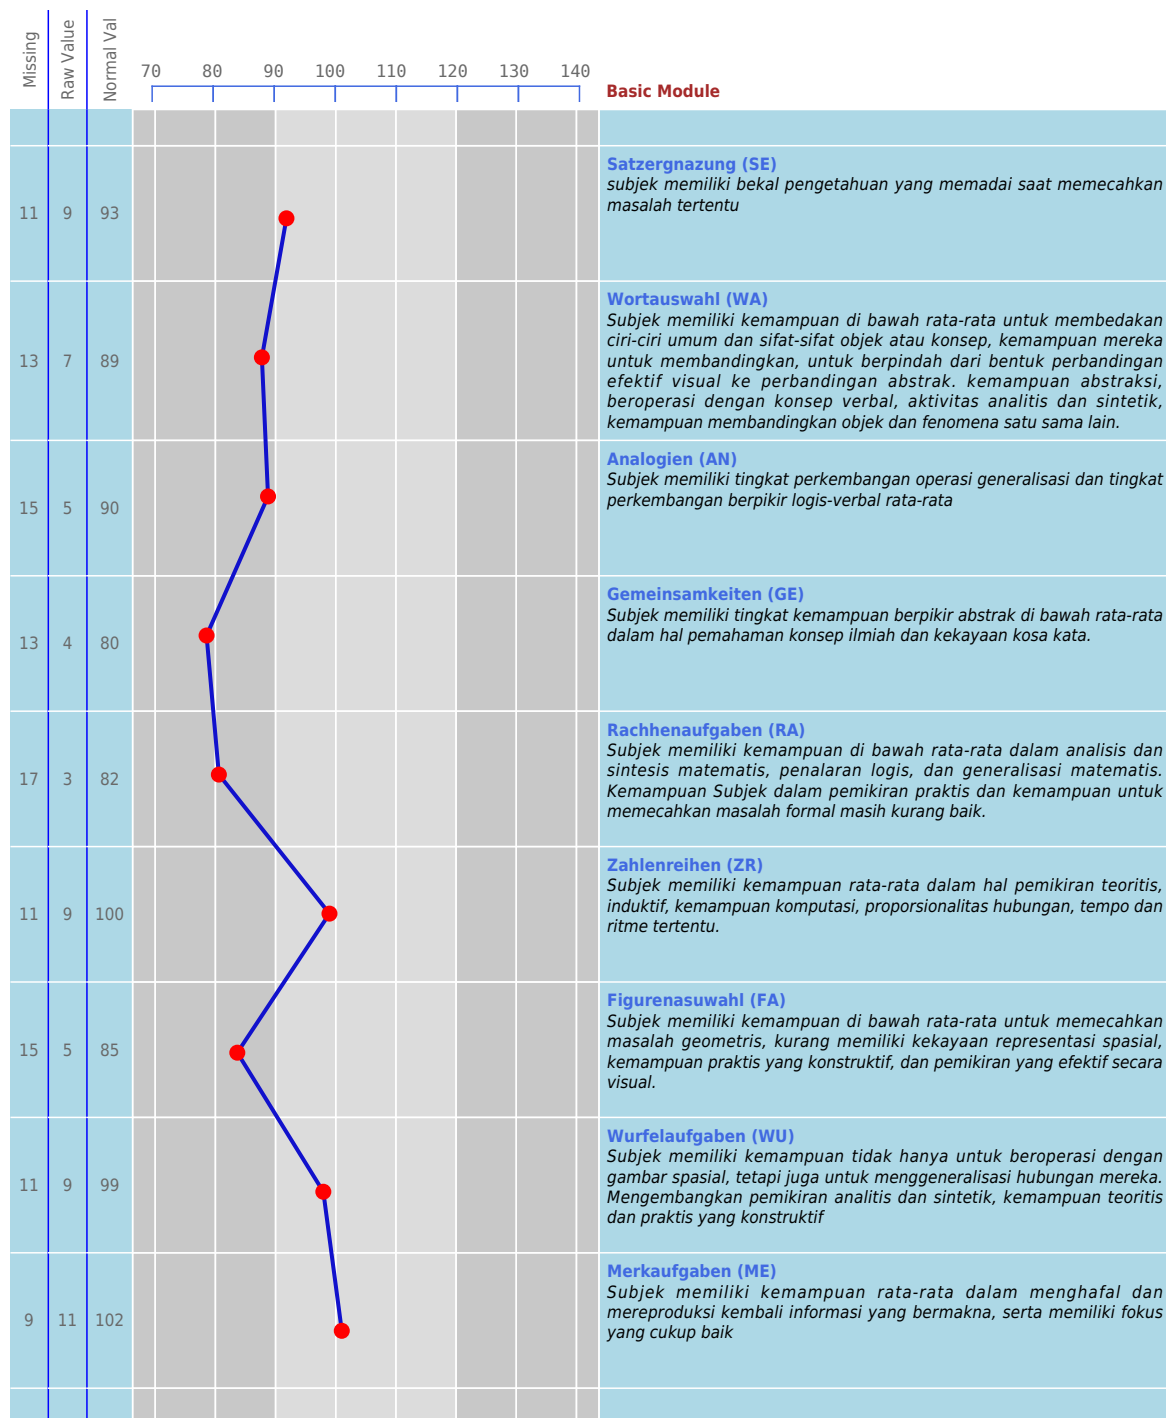 Missing
Raw Value
Normal Val
70 80 90 100 110 120 130 140
Basic Module
Satzergnazung (SE)
subjek memiliki bekal pengetahuan yang memadai saat memecahkan
masalah tertentu
11 9 93
Wortauswahl (WA)
Subjek memiliki kemampuan di bawah rata-rata untuk membedakan
ciri-ciri umum dan sifat-sifat objek atau konsep, kemampuan mereka
untuk membandingkan, untuk berpindah dari bentuk perbandingan
efektif visual ke perbandingan abstrak. kemampuan abstraksi,
beroperasi dengan konsep verbal, aktivitas analitis dan sintetik,
kemampuan membandingkan objek dan fenomena satu sama lain.
13 7 89
Analogien (AN)
Subjek memiliki tingkat perkembangan operasi generalisasi dan tingkat
perkembangan berpikir logis-verbal rata-rata
15 5 90
Gemeinsamkeiten (GE)
Subjek memiliki tingkat kemampuan berpikir abstrak di bawah rata-rata
dalam hal pemahaman konsep ilmiah dan kekayaan kosa kata.
13 4 80
Rachhenaufgaben (RA)
Subjek memiliki kemampuan di bawah rata-rata dalam analisis dan
sintesis matematis, penalaran logis, dan generalisasi matematis.
Kemampuan Subjek dalam pemikiran praktis dan kemampuan untuk
memecahkan masalah formal masih kurang baik.
17 3 82
Zahlenreihen (ZR)
Subjek memiliki kemampuan rata-rata dalam hal pemikiran teoritis,
induktif, kemampuan komputasi, proporsionalitas hubungan, tempo dan
ritme tertentu.
11 9 100
Figurenasuwahl (FA)
Subjek memiliki kemampuan di bawah rata-rata untuk memecahkan
masalah geometris, kurang memiliki kekayaan representasi spasial,
kemampuan praktis yang konstruktif, dan pemikiran yang efektif secara
visual.
15 5 85
Wurfelaufgaben (WU)
Subjek memiliki kemampuan tidak hanya untuk beroperasi dengan
gambar spasial, tetapi juga untuk menggeneralisasi hubungan mereka.
Mengembangkan pemikiran analitis dan sintetik, kemampuan teoritis
dan praktis yang konstruktif
11 9 99
Merkaufgaben (ME)
Subjek memiliki kemampuan rata-rata dalam menghafal dan
mereproduksi kembali informasi yang bermakna, serta memiliki fokus
yang cukup baik
9 11 102